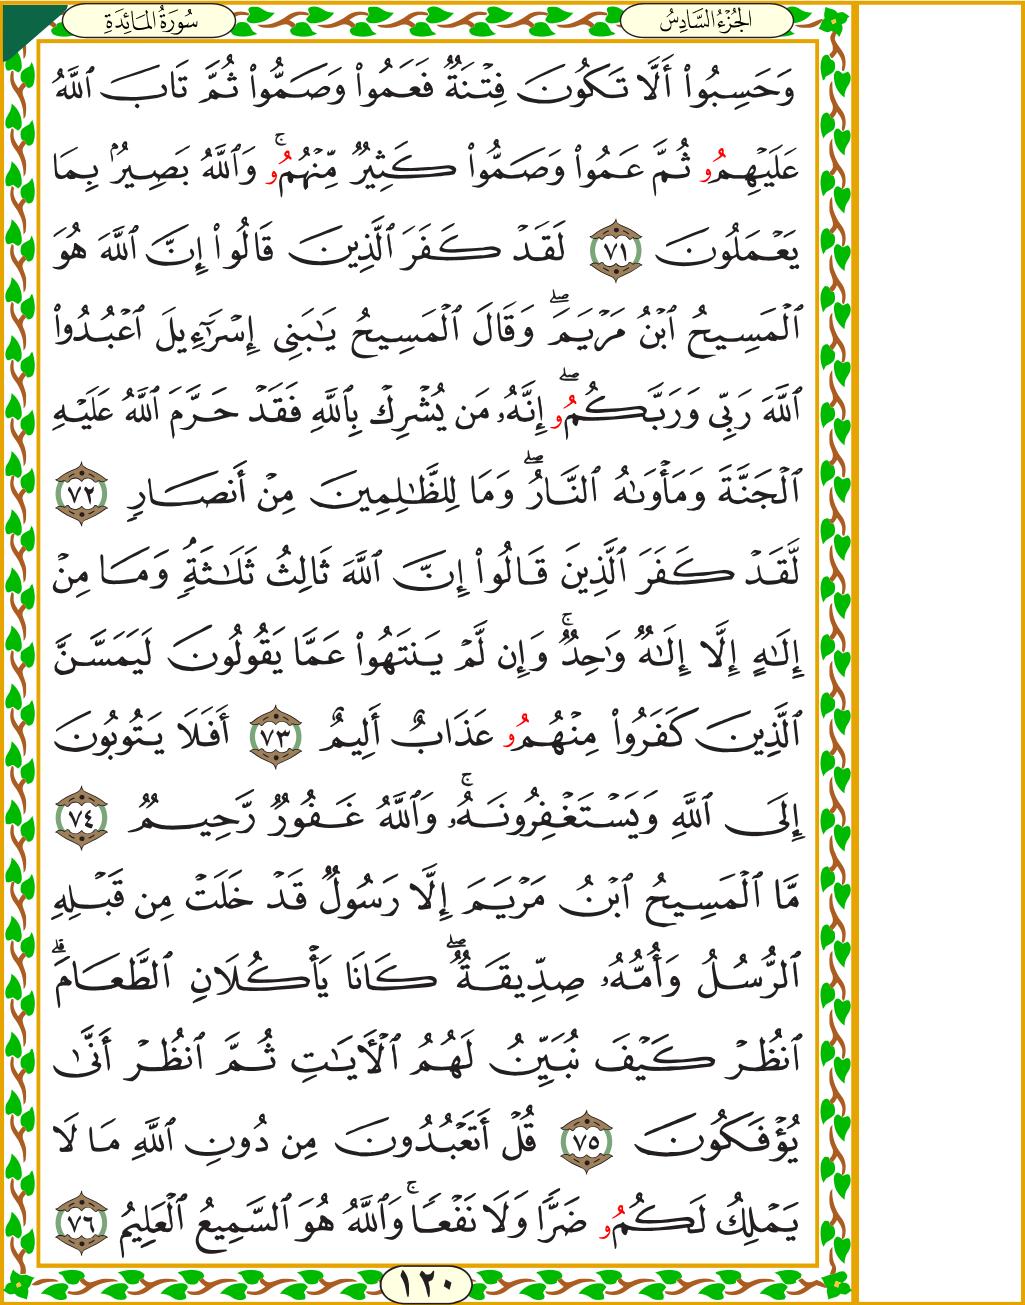 الجُزْءُ السَّادِسُ
سُورَةُ المَائِدَةِ
وَحَسِبُوٓاْ أَلَّا تَكُونَ فِتْنَةٌ فَعَمُواْ وَصَمُّواْ ثُمَّ تَابَ ٱللَّهُ
عَلَيْهِمُۥ ثُمَّ عَمُواْ وَصَمُّواْ كَثِيرٌ مِّنْهُمُۥۚ وَٱللَّهُ بَصِيرُۢ بِمَا
يَعْمَلُونَ ٧١ لَقَدْ كَفَرَ ٱلَّذِينَ قَالُوٓاْ إِنَّ ٱللَّهَ هُوَ
ٱلْمَسِيحُ ٱبْنُ مَرْيَمَۖ وَقَالَ ٱلْمَسِيحُ يَٰبَنِىٓ إِسْرَٰٓءِيلَ ٱعْبُدُواْ
ٱللَّهَ رَبِّى وَرَبَّكُمُۥۖ إِنَّهُۥ مَن يُشْرِكْ بِٱللَّهِ فَقَدْ حَرَّمَ ٱللَّهُ عَلَيْهِ
ٱلْجَنَّةَ وَمَأْوَىٰهُ ٱلنَّارُۖ وَمَا لِلظَّٰلِمِينَ مِنْ أَنصَارٍ ٧٢
لَّقَدْ كَفَرَ ٱلَّذِينَ قَالُوٓاْ إِنَّ ٱللَّهَ ثَالِثُ ثَلَٰثَةٍۘ وَمَا مِنْ
إِلَٰهٍ إِلَّآ إِلَٰهٌ وَٰحِدٌۚ وَإِن لَّمْ يَنتَهُواْ عَمَّا يَقُولُونَ لَيَمَسَّنَّ
ٱلَّذِينَ كَفَرُواْ مِنْهُمُۥ عَذَابٌ أَلِيمٌ ٧٣ أَفَلَا يَتُوبُونَ
إِلَى ٱللَّهِ وَيَسْتَغْفِرُونَهُۥۚ وَٱللَّهُ غَفُورٌ رَّحِيمٌ ٧٤
مَّا ٱلْمَسِيحُ ٱبْنُ مَرْيَمَ إِلَّا رَسُولٌ قَدْ خَلَتْ مِن قَبْلِهِ
ٱلرُّسُلُ وَأُمُّهُۥ صِدِّيقَةٌۖ كَانَا يَأْكُلَانِ ٱلطَّعَامَۗ
ٱنظُرْ كَيْفَ نُبَيِّنُ لَهُمُ ٱلْأَيَٰتِ ثُمَّ ٱنظُرْ أَنَّىٰ
يُؤْفَكُونَ ٧٥ قُلْ أَتَعْبُدُونَ مِن دُونِ ٱللَّهِ مَا لَا
يَمْلِكُ لَكُمُۥ ضَرًّا وَلَا نَفْعًاۚ وَٱللَّهُ هُوَ ٱلسَّمِيعُ ٱلْعَلِيمُ ٧٦
١٢٠